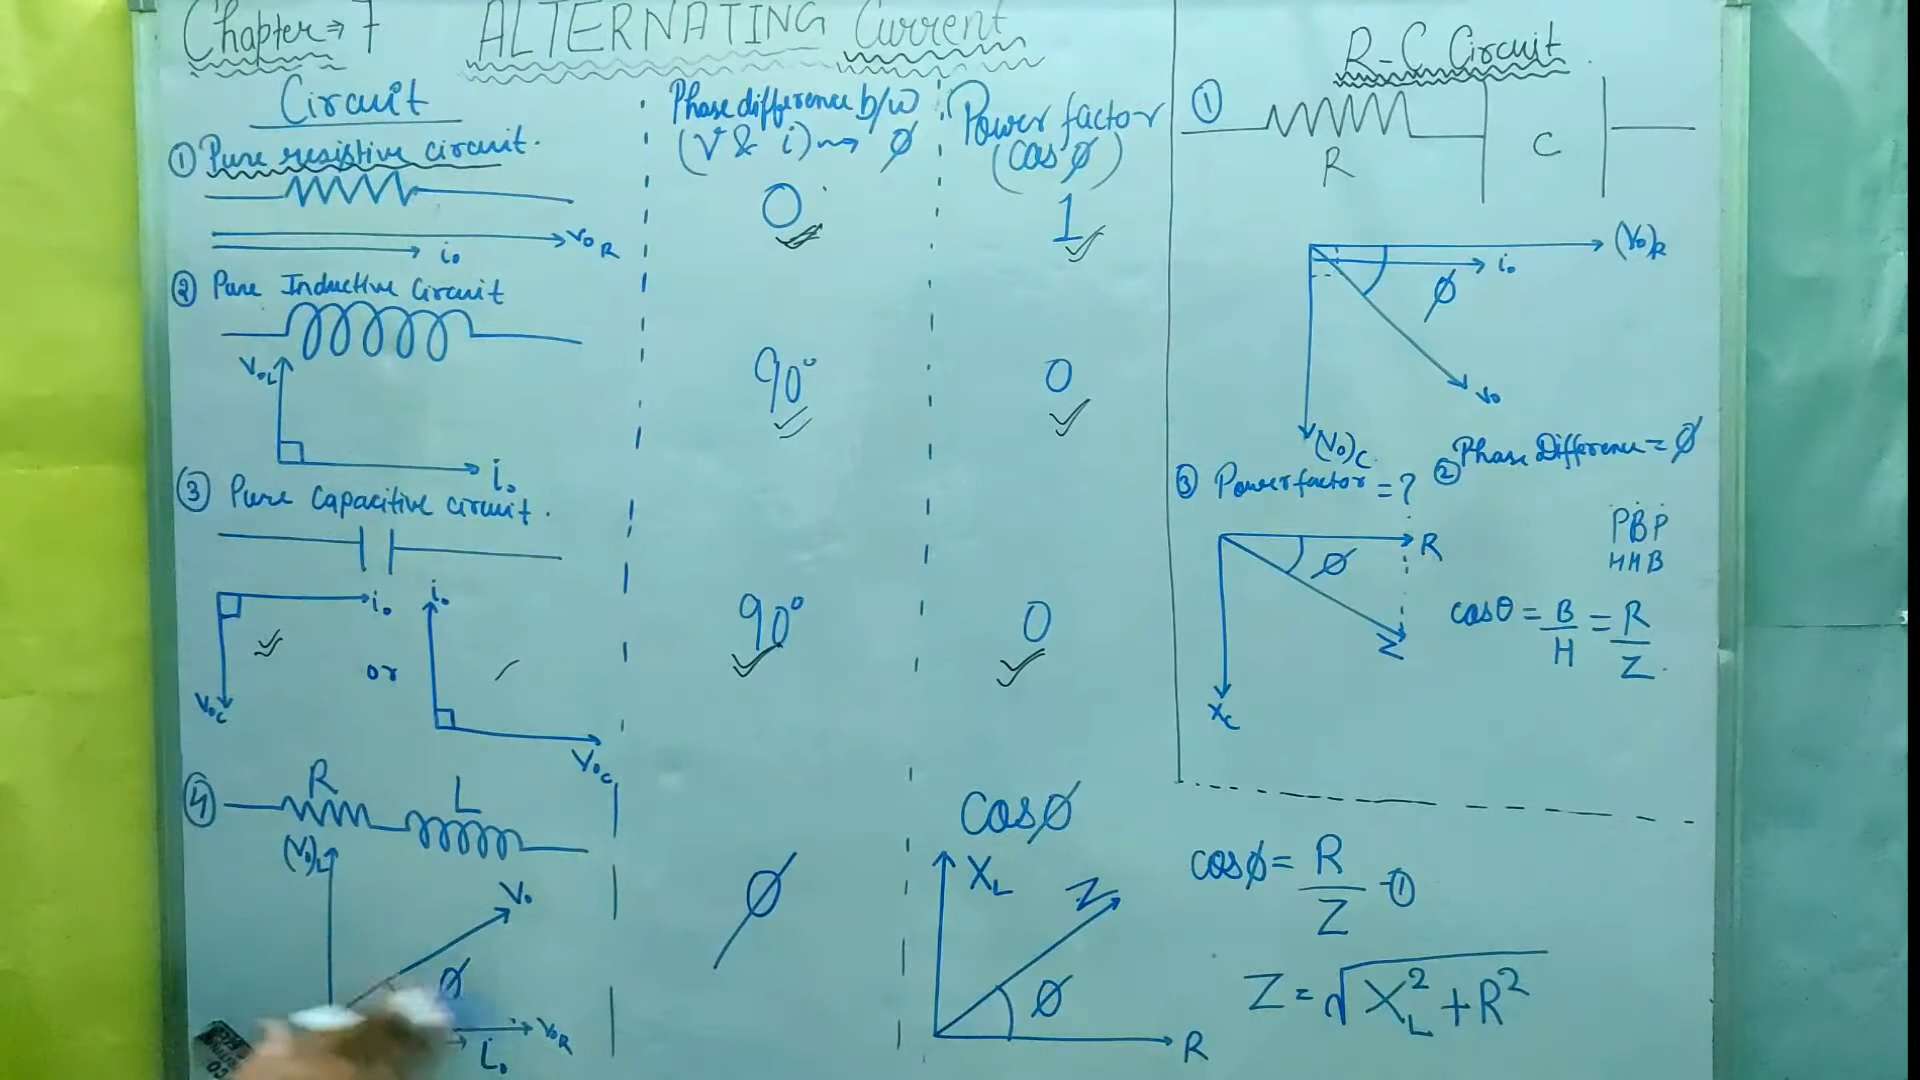 Chapter ⇒ 7 ALTERNATING Current
Circuit
Phase difference b/w
(V & i) ~→ ø
Power factor
(cos ø)
① Pure resistive circuit.
V₀R
i₀
0
1
② Pure Inductive Circuit
V₀L
i₀
90°
0
③ Pure Capacitive circuit.
i₀
V₀C
or
i₀
V₀C
90°
0
④ R L
(V₀)L
V₀
ø
V₀R
i₀
ø
Cosø
XL
Z
ø
R
R-C Circuit
①
R
C
(V₀)R
i₀
ø
V₀
(V₀)C
② Phase Difference = ø
③ Power factor = ?
R
ø
Z
XC
PBP
HHB
cosθ = B/H = R/Z
cosø = R/Z -①
Z = √XL² + R²